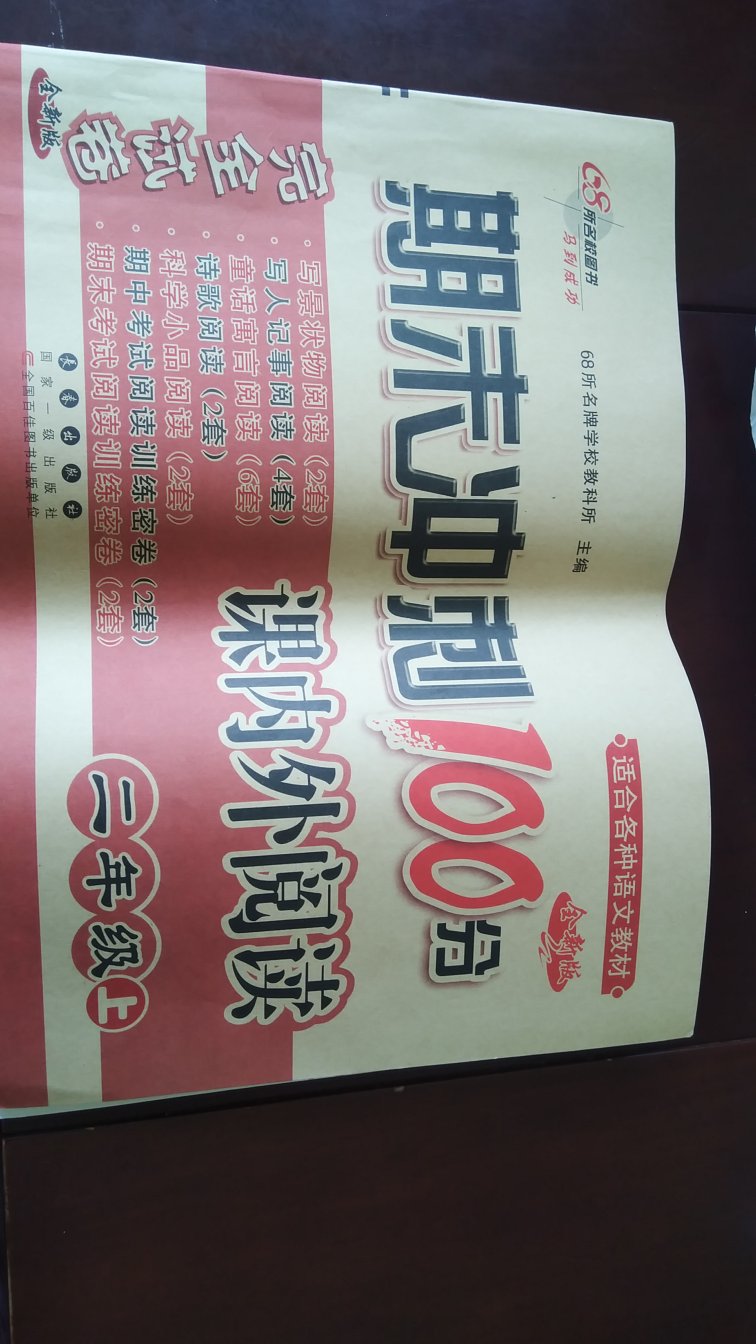 68所名校图书
马到成功
68所名牌学校教科所 主编
适合各种语文教材
期末冲刺100分
全新版
完全试卷
课内外阅读
·写景状物阅读(2套)
·写人记事阅读(4套)
·童话寓言阅读(6套)
·诗歌阅读(2套)
·科学小品阅读(2套)
·期中考试阅读训练密卷(2套)
·期末考试阅读训练密卷(2套)
二年级上
全新版
长春出版社
国家一级出版社
全国百佳图书出版单位